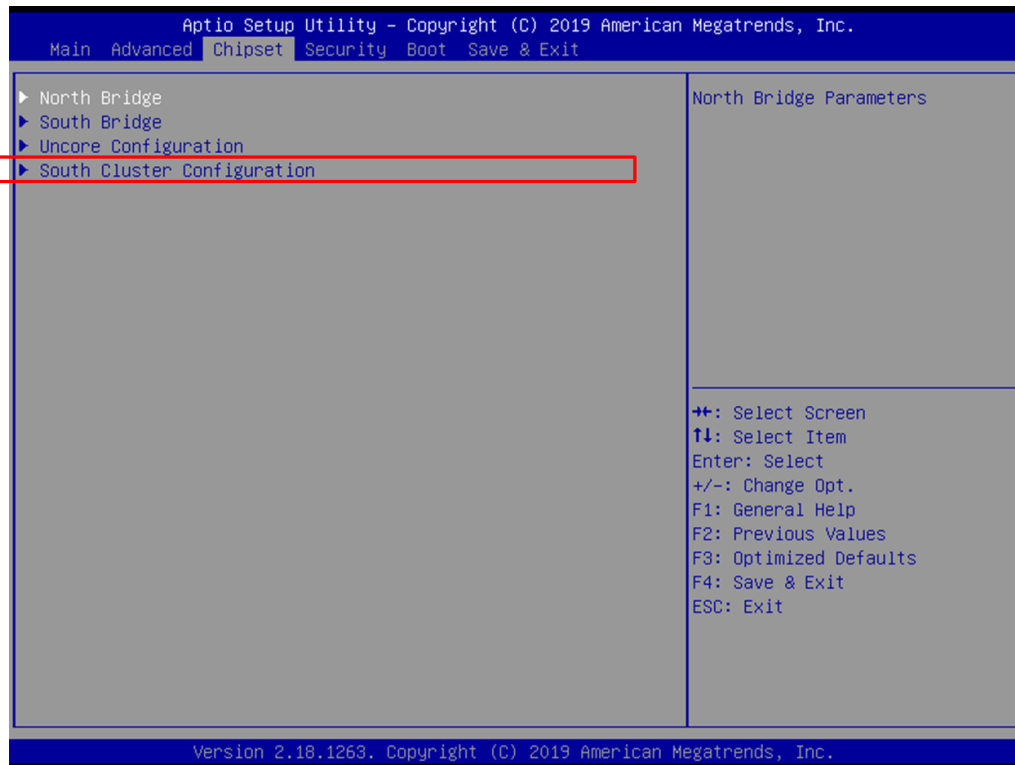 Aptio Setup Utility – Copyright (C) 2019 American Megatrends, Inc.
Main Advanced Chipset Security Boot Save & Exit
▶ North Bridge
▶ South Bridge
▶ Uncore Configuration
▶ South Cluster Configuration
North Bridge Parameters
→←: Select Screen
↑↓: Select Item
Enter: Select
+/-: Change Opt.
F1: General Help
F2: Previous Values
F3: Optimized Defaults
F4: Save & Exit
ESC: Exit
Version 2.18.1263. Copyright (C) 2019 American Megatrends, Inc.